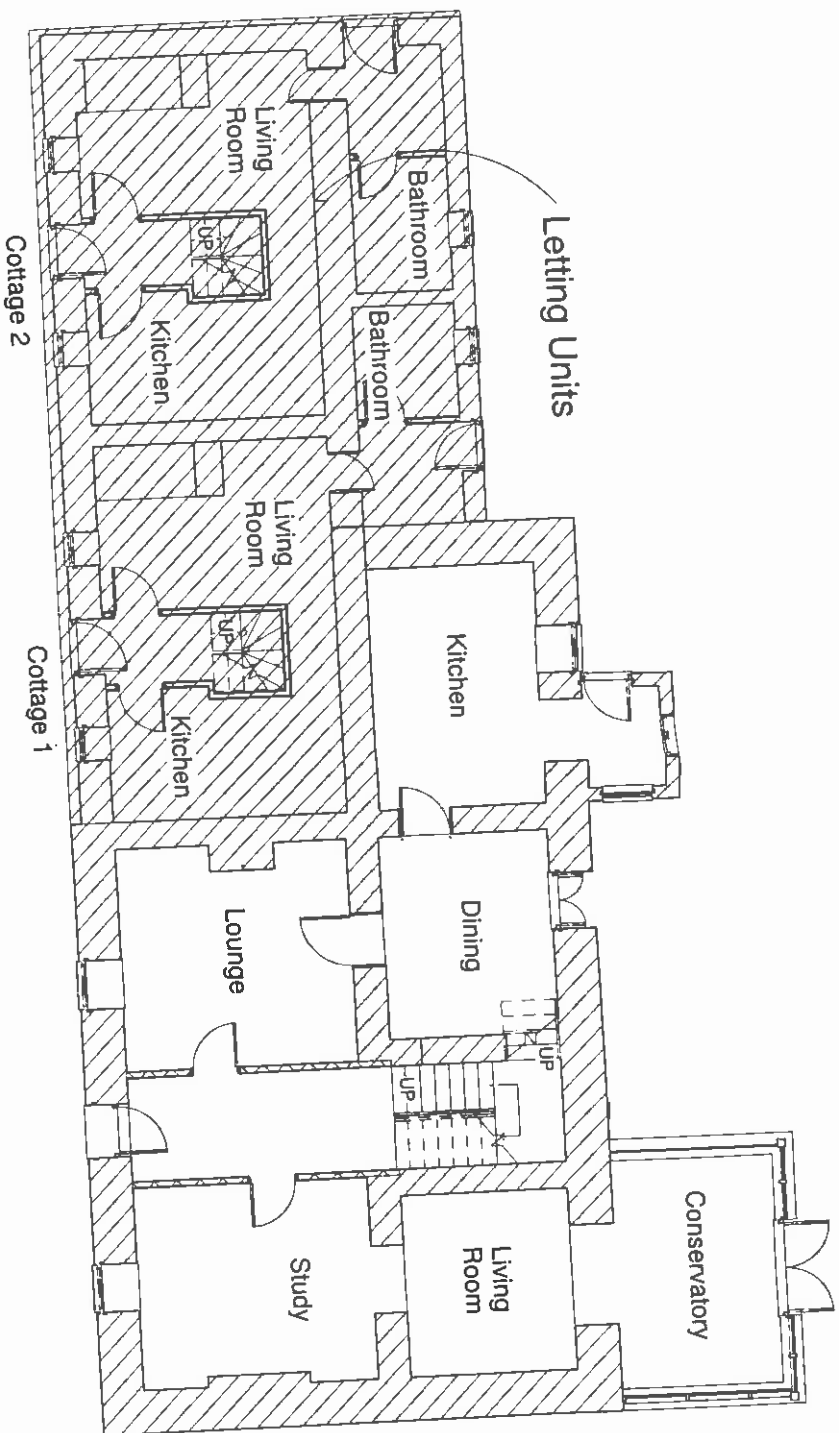 Letting Units
Living
Room
UP
Kitchen
Bathroom
Cottage 2
Bathroom
Living
Room
UP
Kitchen
Cottage 1
Kitchen
Dining
UP
Lounge
UP
Study
Living
Room
Conservatory